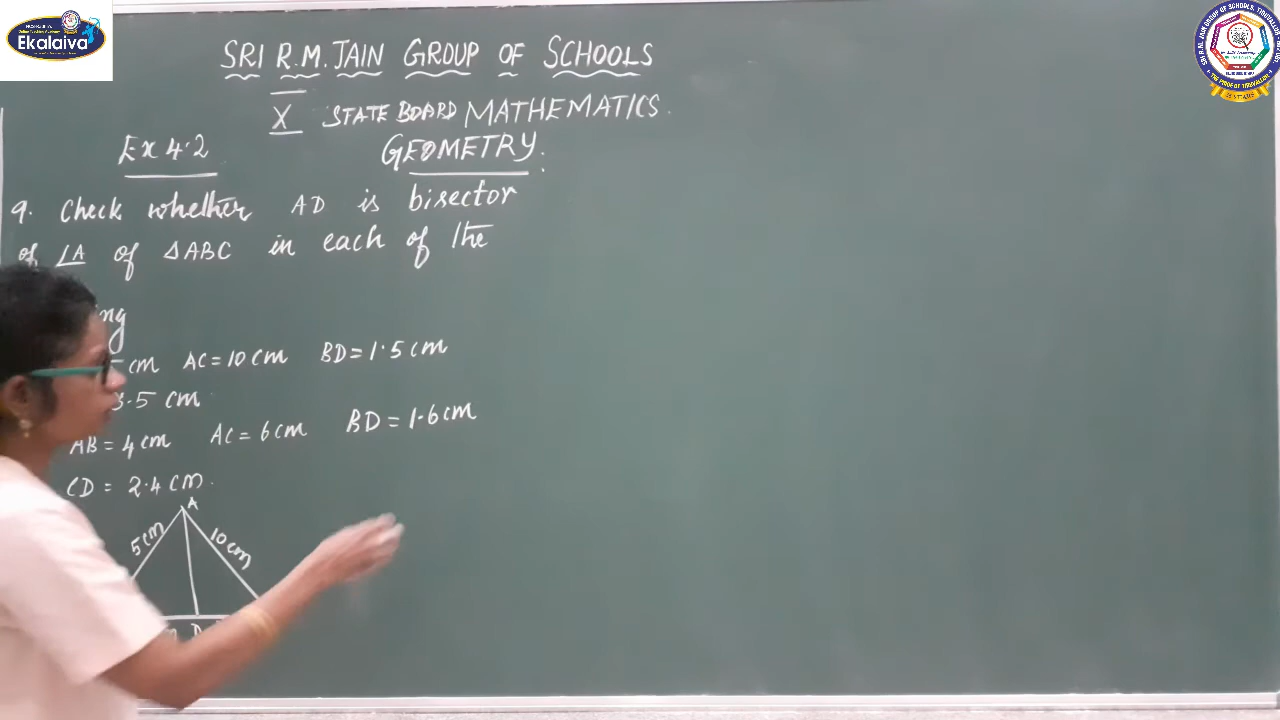 Ekalaiva
SRI R.M. JAIN GROUP OF SCHOOLS
X STATE BOARD MATHEMATICS.
Ex 4.2 GEOMETRY.
9. Check whether AD is bisector
of ∠A of ΔABC in each of the
cm AC = 10 cm BD = 1.5 cm
3.5 cm
AB = 4 cm AC = 6 cm BD = 1.6 cm
CD = 2.4 cm.
A
5 cm 10 cm
D